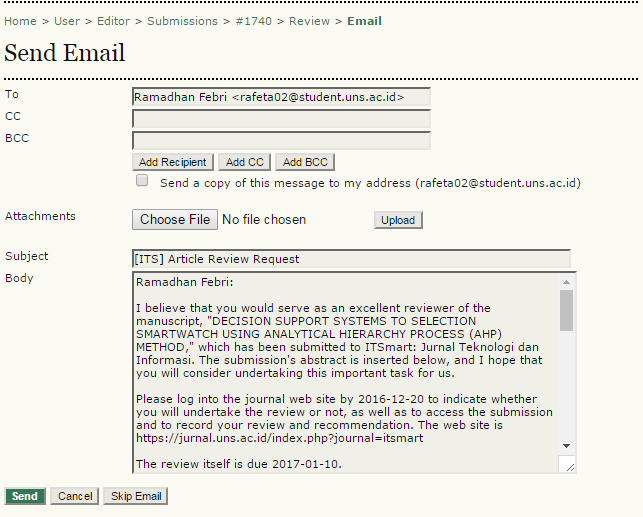 Home > User > Editor > Submissions > #1740 > Review > Email
Send Email
To
Ramadhan Febri <rafeta02@student.uns.ac.id>
CC
BCC
Add Recipient Add CC Add BCC
Send a copy of this message to my address (rafeta02@student.uns.ac.id)
Attachments
Choose File No file chosen Upload
Subject
[ITS] Article Review Request
Body
Ramadhan Febri:
I believe that you would serve as an excellent reviewer of the
manuscript, "DECISION SUPPORT SYSTEMS TO SELECTION
SMARTWATCH USING ANALYTICAL HIERARCHY PROCESS (AHP)
METHOD," which has been submitted to ITSmart: Jurnal Teknologi dan
Informasi. The submission's abstract is inserted below, and I hope that
you will consider undertaking this important task for us.
Please log into the journal web site by 2016-12-20 to indicate whether
you will undertake the review or not, as well as to access the submission
and to record your review and recommendation. The web site is
https://jurnal.uns.ac.id/index.php?journal=itsmart
The review itself is due 2017-01-10.
Send Cancel Skip Email